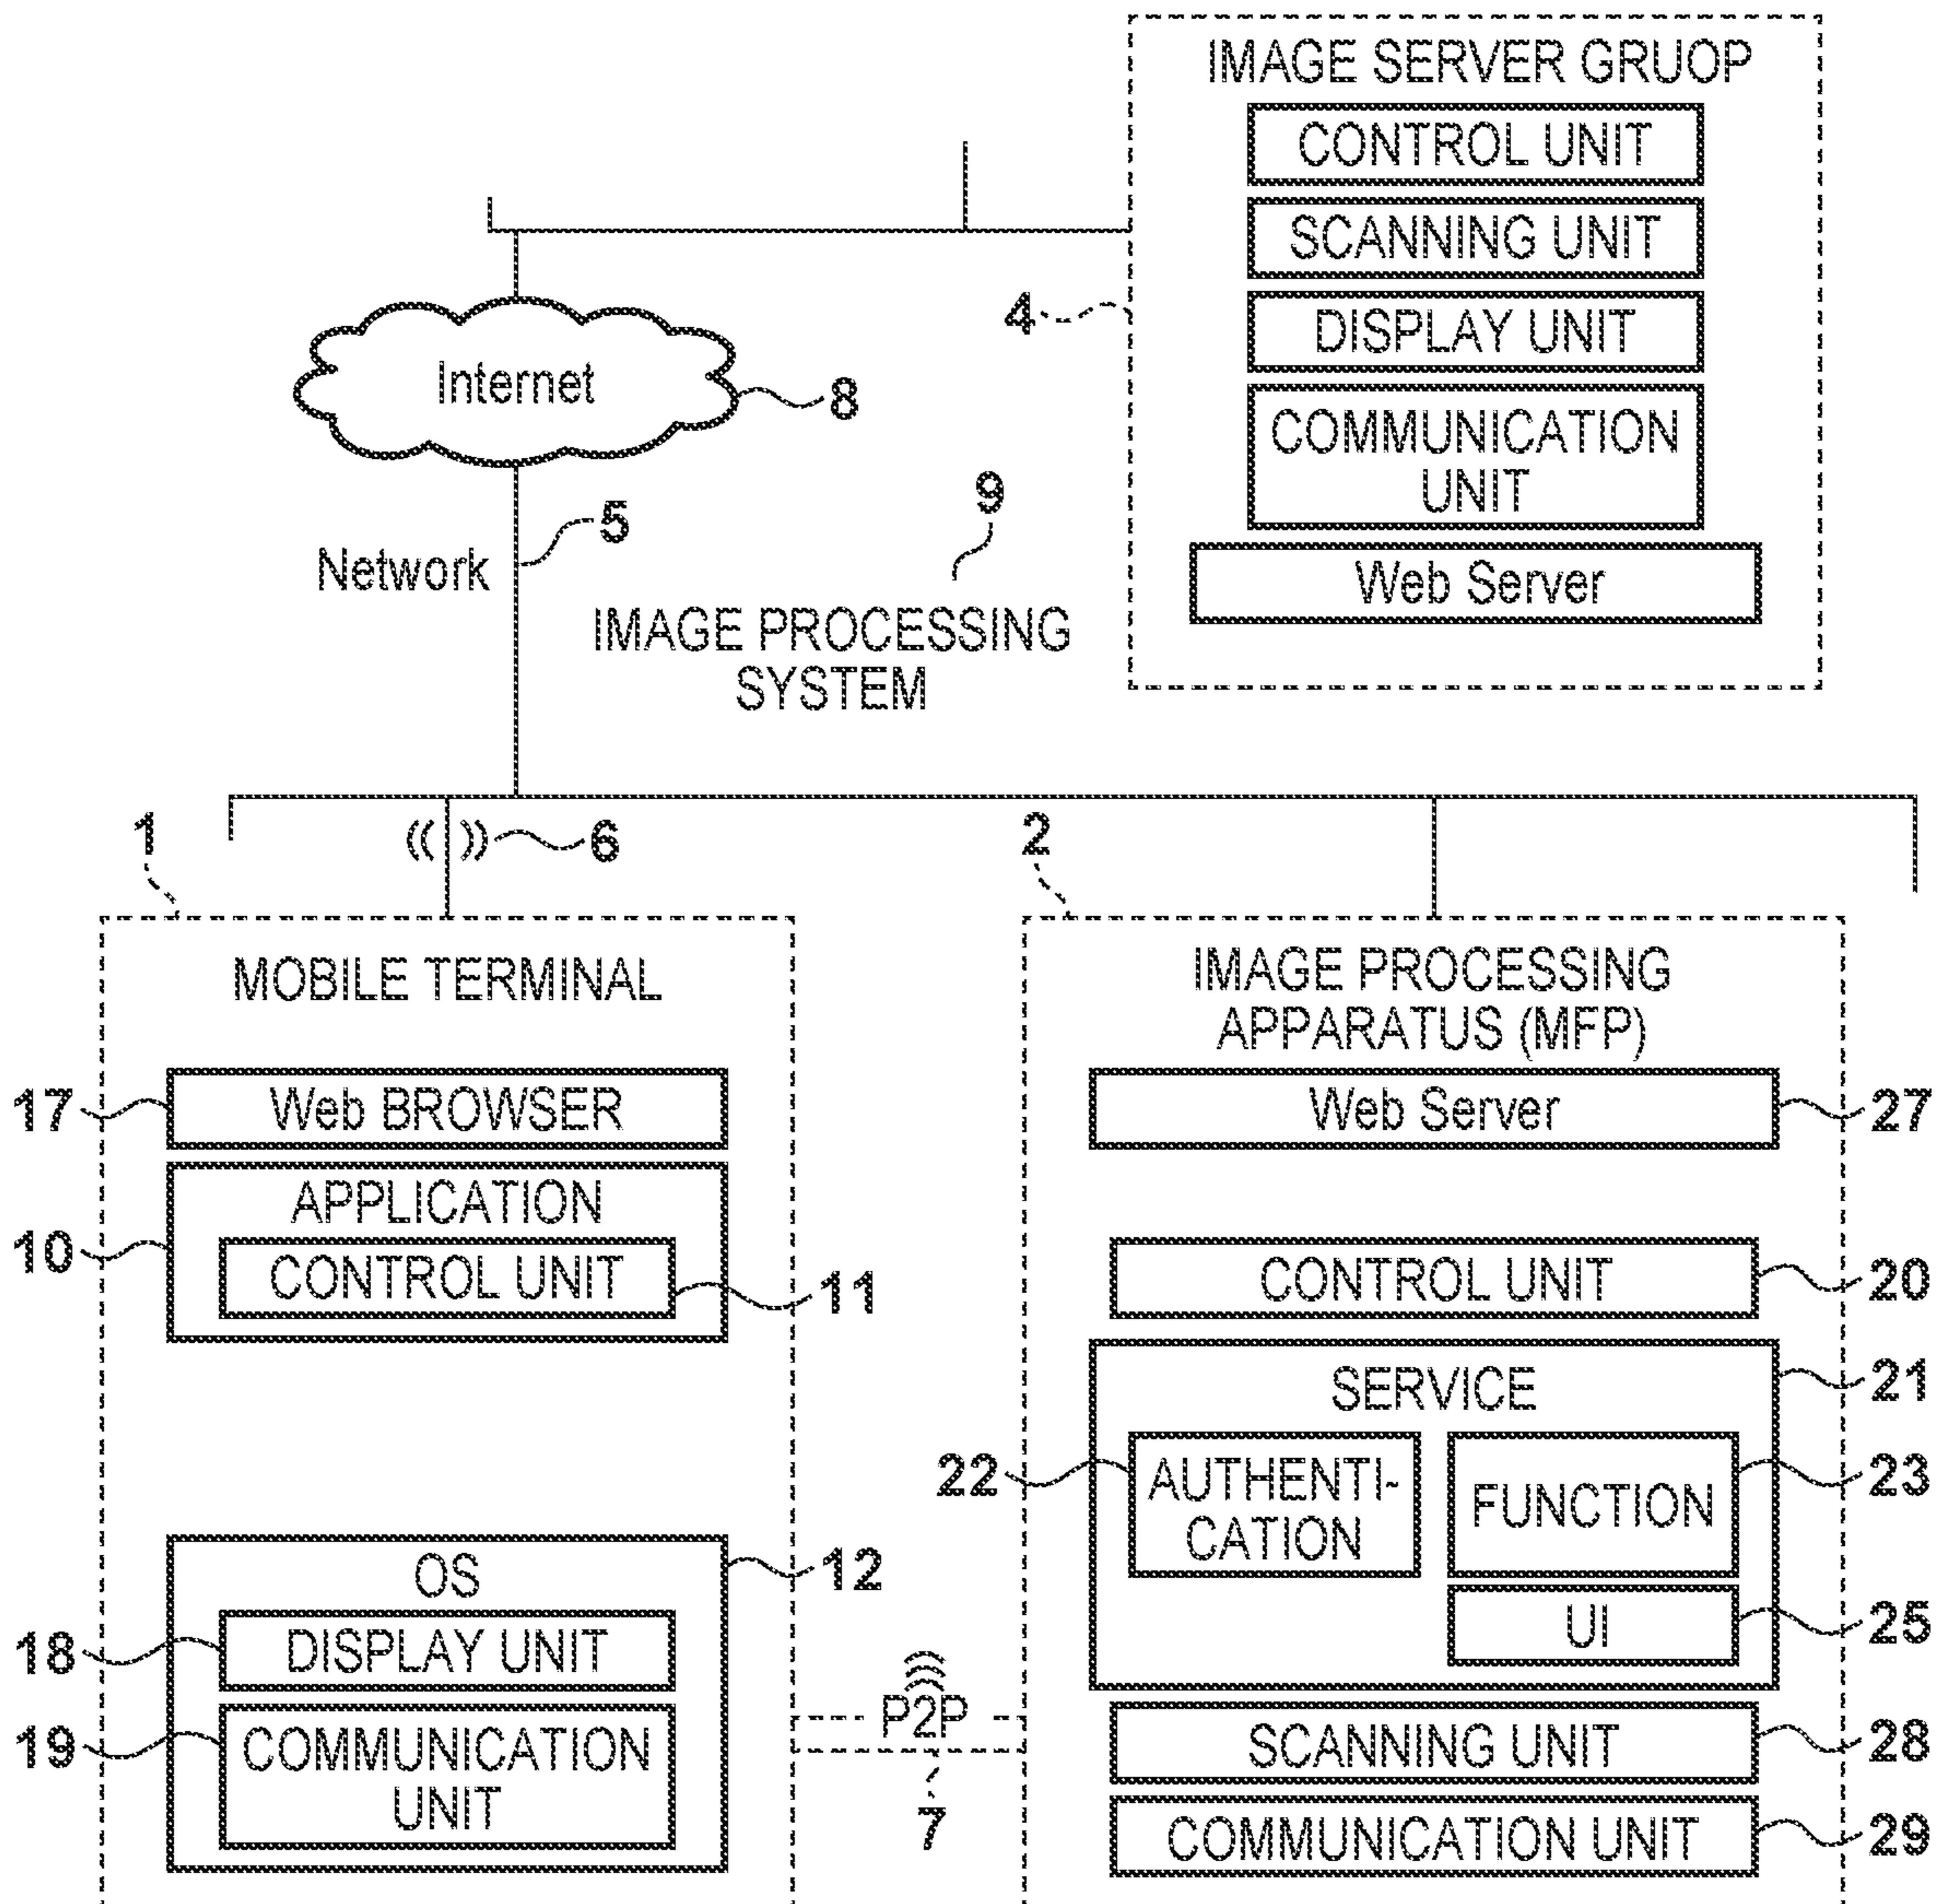 IMAGE SERVER GRUOP
CONTROL UNIT
SCANNING UNIT
4
DISPLAY UNIT
Internet
8
COMMUNICATION
UNIT
9
5
Network
Web Server
IMAGE PROCESSING
SYSTEM
1
6
2
MOBILE TERMINAL
17
Web BROWSER
APPLICATION
10
CONTROL UNIT
11
OS
12
18
DISPLAY UNIT
19
COMMUNICATION
UNIT
P2P
7
IMAGE PROCESSING
APPARATUS (MFP)
Web Server
27
CONTROL UNIT
20
SERVICE
21
22
AUTHENTI-
CATION
FUNCTION
23
UI
25
SCANNING UNIT
28
COMMUNICATION UNIT
29